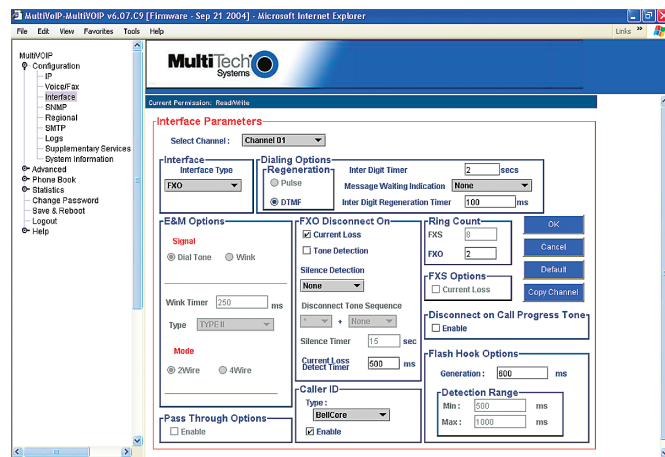 MultiVoIP-MultiVOIP v6.07.C9 [Firmware - Sep 21 2004] - Microsoft Internet Explorer
File Edit View Favorites Tools Help
Links »
MultiVOIP
Configuration
IP
Voice/Fax
Interface
SNMP
Regional
SMTP
Logs
Supplementary Services
System Information
Advanced
Phone Book
Statistics
Change Password
Save & Reboot
Logout
Help
MultiTech
Systems
Current Permission: Read/Write
Interface Parameters
Select Channel : Channel 01
Interface
Interface Type
FXO
Dialing Options
Regeneration
Pulse
DTMF
Inter Digit Timer 2 secs
Message Waiting Indication None
Inter Digit Regeneration Timer 100 ms
E&M Options
Signal
Dial Tone Wink
Wink Timer 250 ms
Type TYPE II
Mode
2Wire 4Wire
Pass Through Options
Enable
FXO Disconnect On
Current Loss
Tone Detection
Silence Detection
None
Disconnect Tone Sequence
* + None
Silence Timer 15 sec
Current Loss
Detect Timer 500 ms
Caller ID
Type :
BellCore
Enable
Ring Count
FXS 8
FXO 2
FXS Options
Current Loss
OK
Cancel
Default
Copy Channel
Disconnect on Call Progress Tone
Enable
Flash Hook Options
Generation : 600 ms
Detection Range
Min : 500 ms
Max : 1000 ms